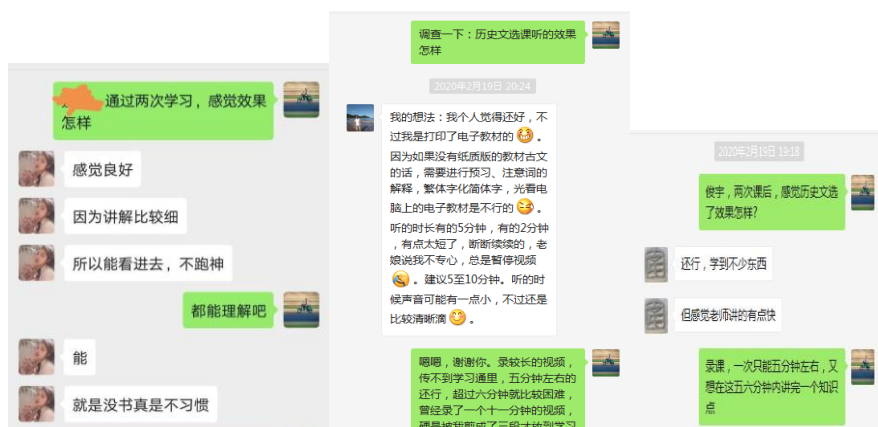 通过两次学习，感觉效果
怎样
感觉良好
因为讲解比较细
所以能看进去，不跑神
都能理解吧
能
就是没书真是不习惯
调查一下：历史文选课听的效果
怎样
2020年2月19日 20:24
我的想法：我个人觉得还好，不
过我是打印了电子教材的
。
因为如果没有纸质版的教材古文
的话，需要进行预习、注意词的
解释，繁体字化简体字，光看电
脑上的电子教材是不行的
。
听的时长有的5分钟，有的2分钟
，有点太短了，断断续续的，老
娘说我不专心，总是暂停视频
。建议5至10分钟。听的时
候声音可能有一点小，不过还是
比较清晰滴
。
嗯嗯，谢谢你。录较长的视频，
传不到学习通里，五分钟左右的
还行，超过六分钟就比较困难，
曾经录了一个十一分钟的视频，
硬是被我剪成了三段才放到学习
2020年2月19日 19:18
俊宇，两次课后，感觉历史文选
了效果怎样？
还行，学到不少东西
但感觉老师讲的有点快
录课，一次只能五分钟左右，又
想在这五六分钟内讲完一个知识
点